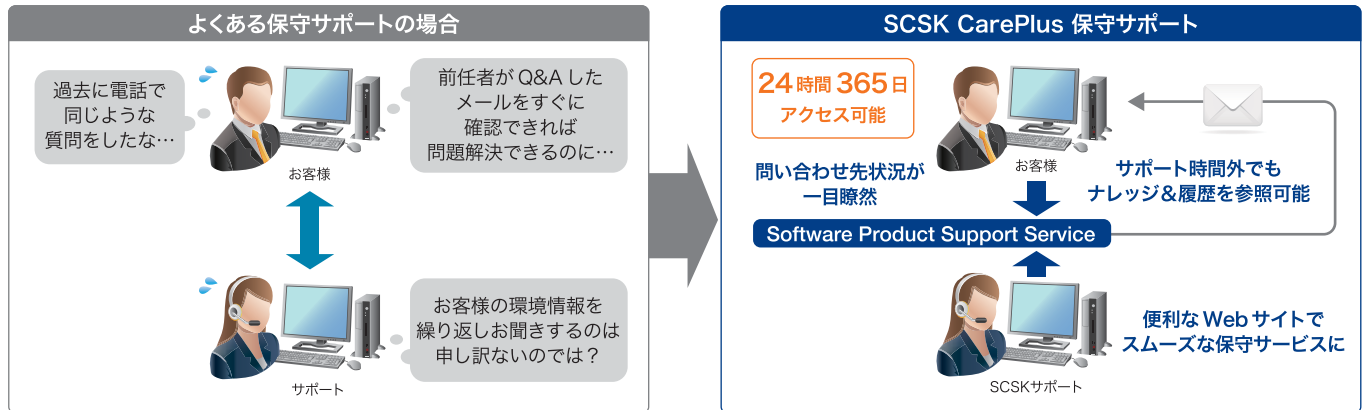 よくある保守サポートの場合
過去に電話で
同じような
質問をしたな…
前任者がQ&Aした
メールをすぐに
確認できれば
問題解決できるのに…
お客様
お客様の環境情報を
繰り返しお聞きするのは
申し訳ないのでは？
サポート
SCSK CarePlus 保守サポート
24時間365日
アクセス可能
お客様
問い合わせ先状況が
一目瞭然
サポート時間外でも
ナレッジ&履歴を参照可能
Software Product Support Service
便利なWebサイトで
スムーズな保守サービスに
SCSKサポート